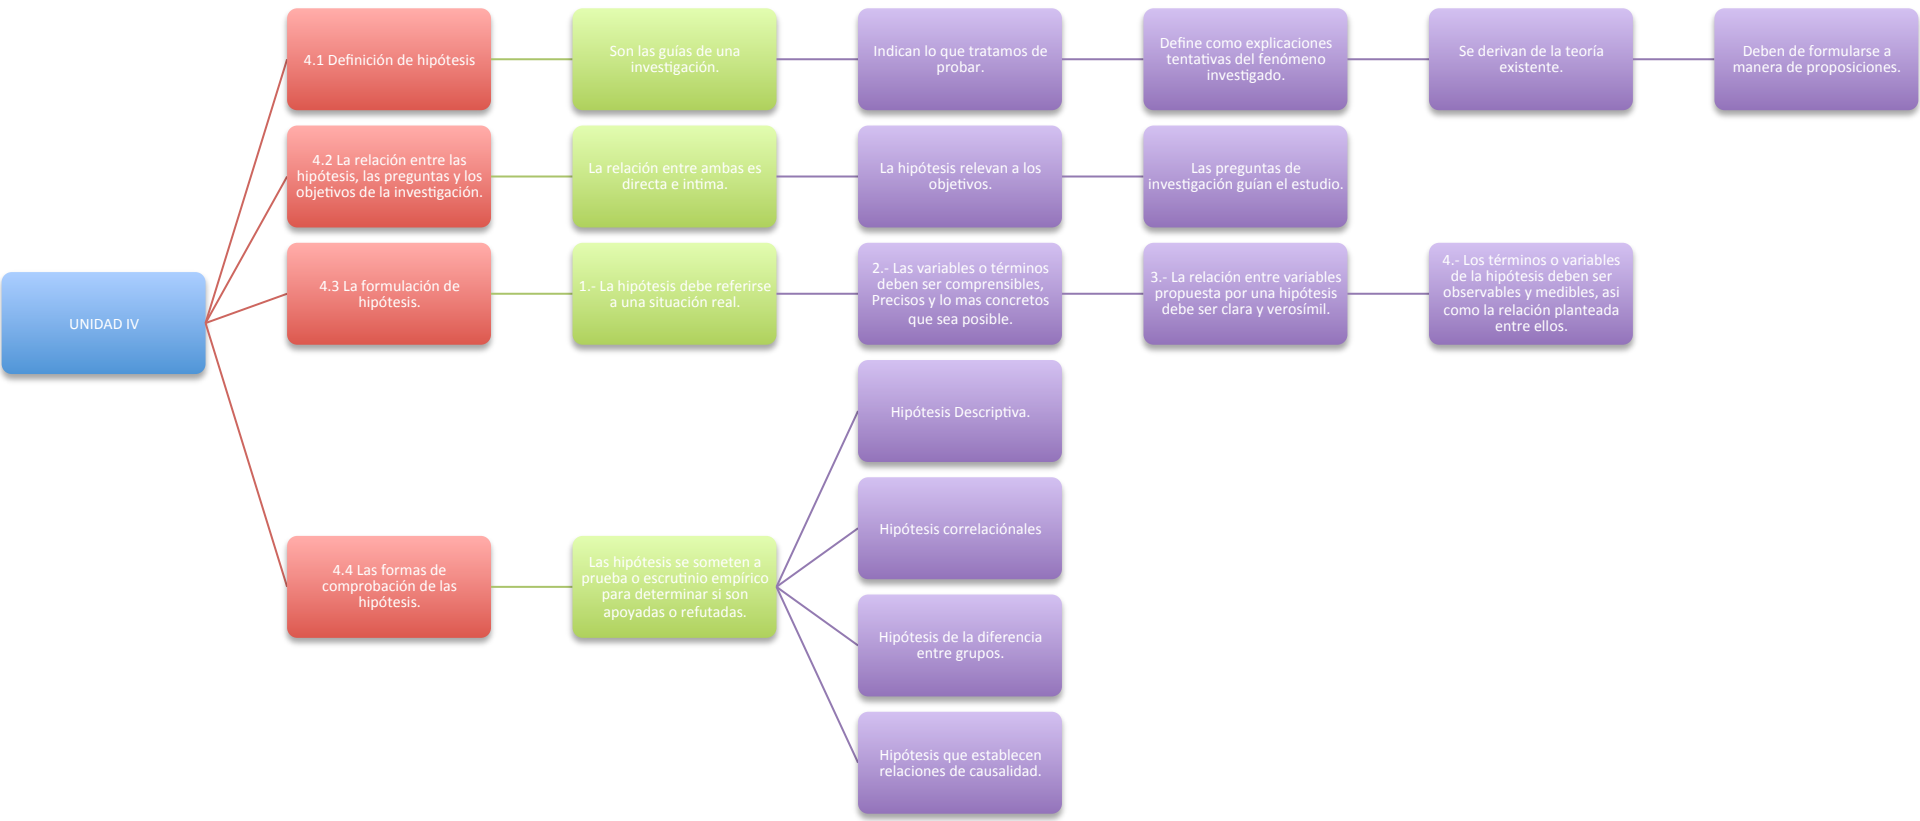 UNIDAD IV
4.1 Definición de hipótesis
Son las guías de una
investigación.
Indican lo que tratamos de
probar.
Define como explicaciones
tentativas del fenómeno
investigado.
Se derivan de la teoría
existente.
Deben de formularse a
manera de proposiciones.
4.2 La relación entre las
hipótesis, las preguntas y los
objetivos de la investigación.
La relación entre ambas es
directa e intima.
La hipótesis relevan a los
objetivos.
Las preguntas de
investigación guían el estudio.
4.3 La formulación de
hipótesis.
1.- La hipótesis debe referirse
a una situación real.
2.- Las variables o términos
deben ser comprensibles,
Precisos y lo mas concretos
que sea posible.
3.- La relación entre variables
propuesta por una hipótesis
debe ser clara y verosímil.
4.- Los términos o variables
de la hipótesis deben ser
observables y medibles, asi
como la relación planteada
entre ellos.
4.4 Las formas de
comprobación de las
hipótesis.
Las hipótesis se someten a
prueba o escrutinio empírico
para determinar si son
apoyadas o refutadas.
Hipótesis Descriptiva.
Hipótesis correlaciónales
Hipótesis de la diferencia
entre grupos.
Hipótesis que establecen
relaciones de causalidad.